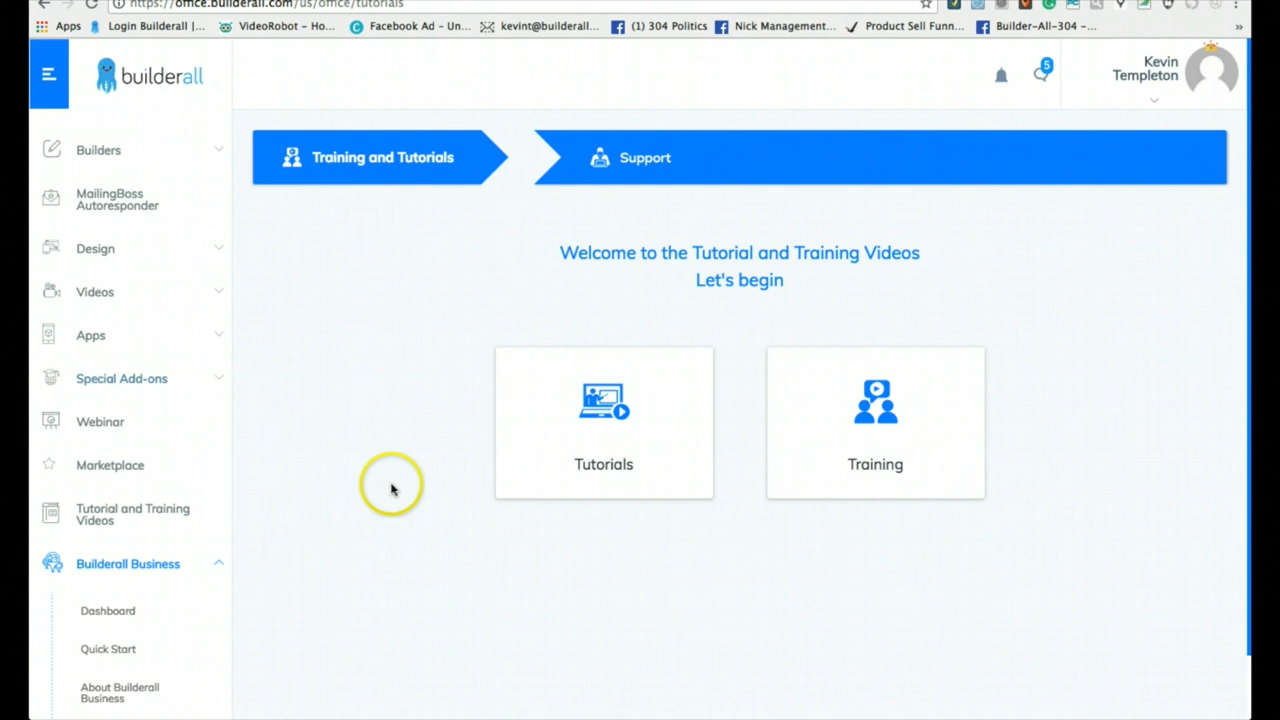 https://office.builderall.com/us/office/tutorials
Apps Login Builderall |... VideoRobot - Ho... Facebook Ad - Un... kevint@builderall... (1) 304 Politics Nick Management... Product Sell Funn... Builder-All-304 –... »
builderall
5
Kevin
Templeton
Builders
MailingBoss
Autoresponder
Design
Videos
Apps
Special Add-ons
Webinar
Marketplace
Tutorial and Training
Videos
Builderall Business
Dashboard
Quick Start
About Builderall
Business
Training and Tutorials
Support
Welcome to the Tutorial and Training Videos
Let's begin
Tutorials
Training